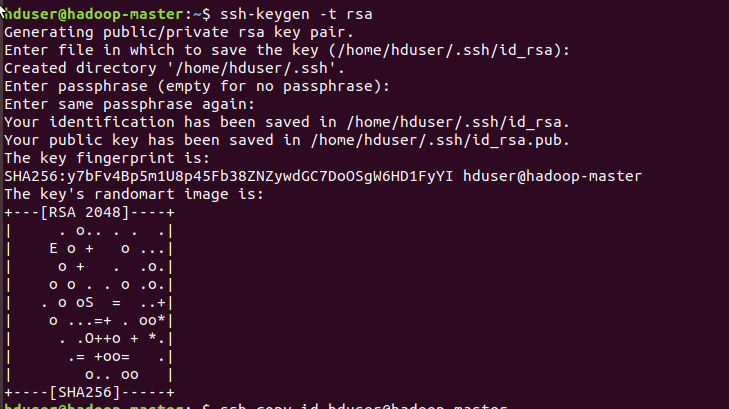 hduser@hadoop-master:~$ ssh-keygen -t rsa
Generating public/private rsa key pair.
Enter file in which to save the key (/home/hduser/.ssh/id_rsa):
Created directory '/home/hduser/.ssh'.
Enter passphrase (empty for no passphrase):
Enter same passphrase again:
Your identification has been saved in /home/hduser/.ssh/id_rsa.
Your public key has been saved in /home/hduser/.ssh/id_rsa.pub.
The key fingerprint is:
SHA256:y7bFv4Bp5m1U8p45Fb38ZNZywdGC7DoOSgW6HD1FyYI hduser@hadoop-master
The key's randomart image is:
+---[RSA 2048]----+
|      . o.. . .  .|
|     E o +   o ...|
|      o +   .  .o.|
|     o o . . o .o.|
|    . o oS  =  ..+|
|     o ...=+ . oo*|
|      . .O++o + *.|
|       .= +oo=   .|
|         o.. oo   |
+----[SHA256]-----+
hduser@hadoop-master:~$ ssh-copy-id hduser@hadoop-master